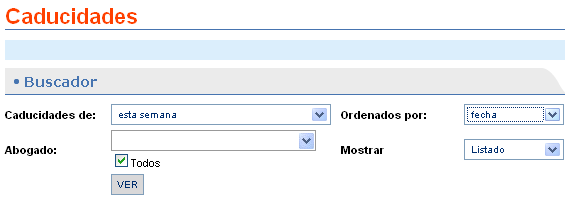 Caducidades
• Buscador
Caducidades de: esta semana Ordenados por: fecha
Abogado: Mostrar Listado
Todos
VER